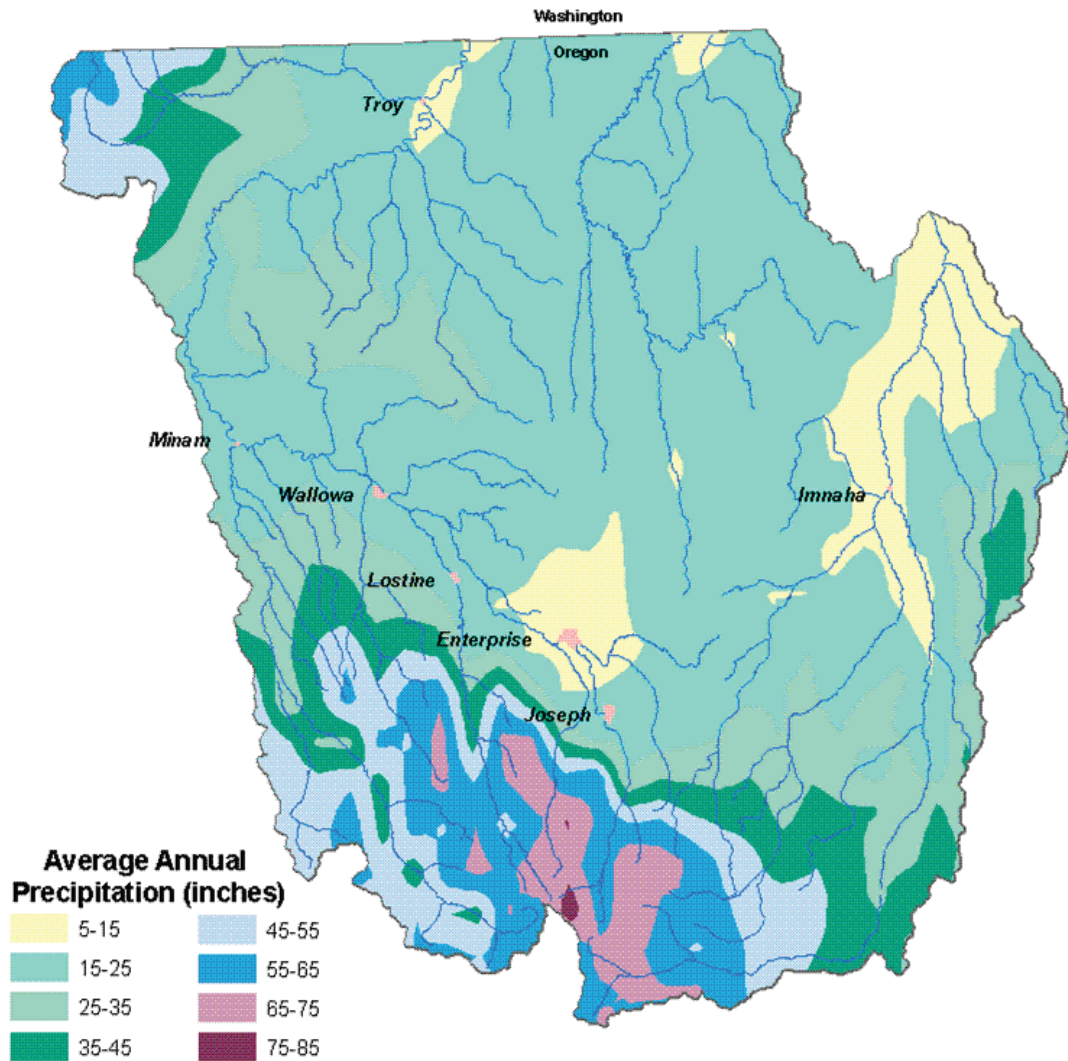 Washington
Oregon
Troy
Minam
Wallowa
Imnaha
Lostine
Enterprise
Joseph
Average Annual
Precipitation (inches)
5-15
45-55
15-25
55-65
25-35
65-75
35-45
75-85